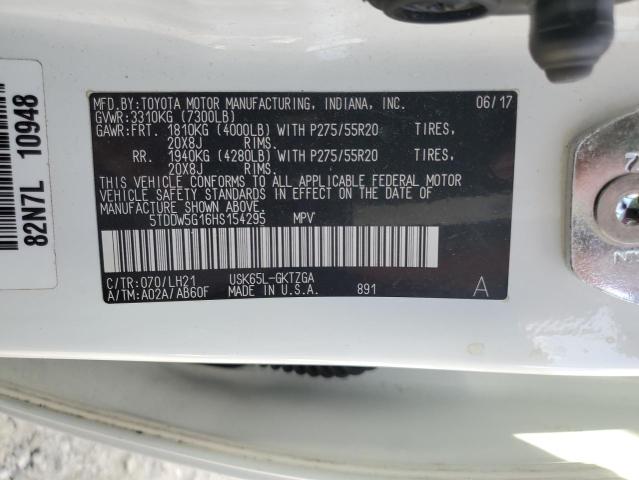 MFD.BY:TOYOTA MOTOR MANUFACTURING, INDIANA, INC. 06/17
GVWR:3310KG (7300LB)
GAWR:FRT. 1810KG (4000LB) WITH P275/55R20 TIRES,
20X8J RIMS.
RR. 1940KG (4280LB) WITH P275/55R20 TIRES,
20X8J RIMS.
THIS VEHICLE CONFORMS TO ALL APPLICABLE FEDERAL MOTOR
VEHICLE SAFETY STANDARDS IN EFFECT ON THE DATE OF
MANUFACTURE SHOWN ABOVE.
5TDDW5G16HS154295 MPV
C/TR:070/LH21 USK65L-GKTZGA
A/TM:A02A/AB60F MADE IN U.S.A. 891 A
82N7L 10948